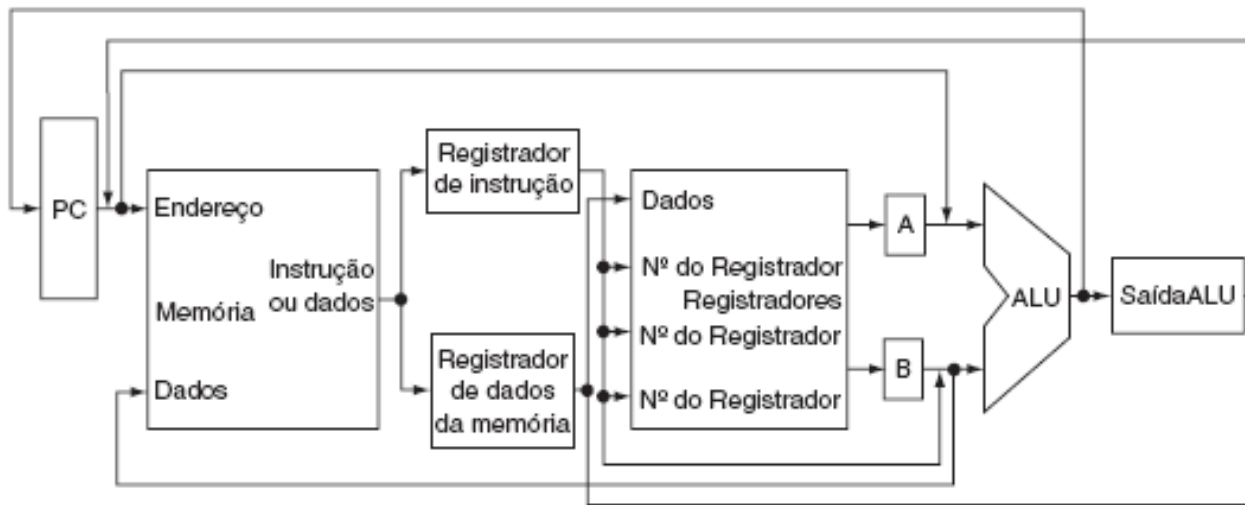 PC
Endereço
Instrução
ou dados
Memória
Dados
Registrador
de instrução
Registrador
de dados
da memória
Dados
Nº do Registrador
Registradores
Nº do Registrador
Nº do Registrador
A
B
ALU
SaídaALU